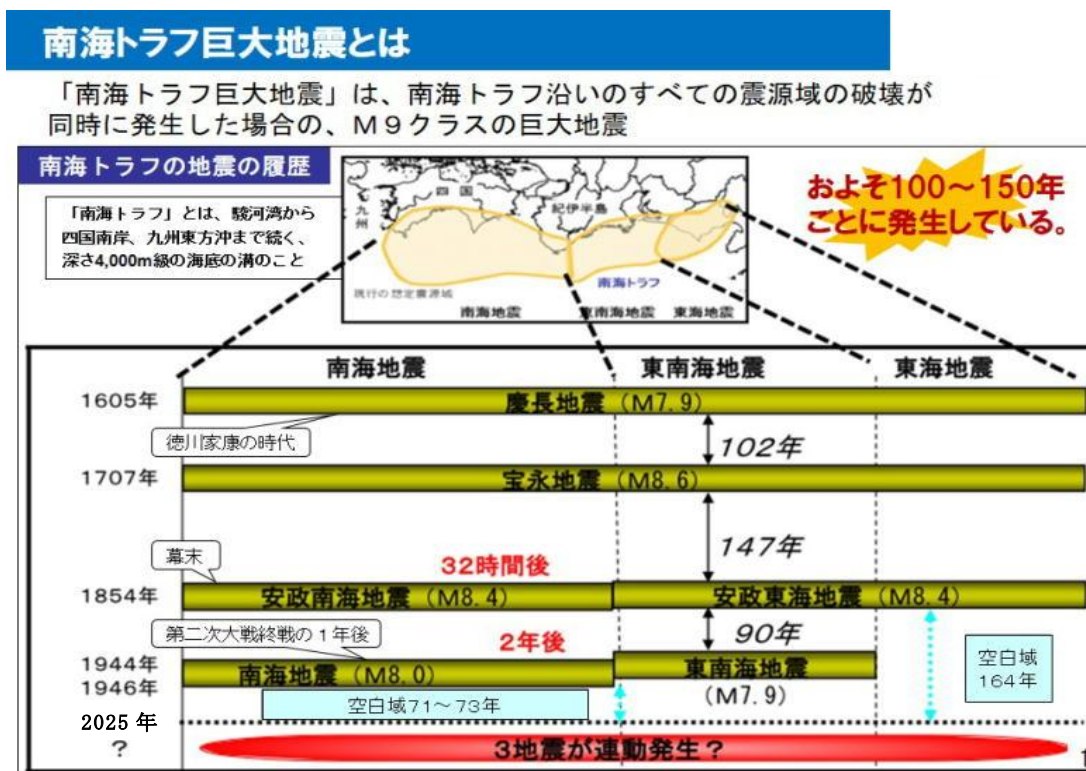 南海トラフ巨大地震とは
「南海トラフ巨大地震」は、南海トラフ沿いのすべての震源域の破壊が
同時に発生した場合の、M9クラスの巨大地震
南海トラフの地震の履歴
「南海トラフ」とは、駿河湾から
四国南岸、九州東方沖まで続く、
深さ4,000m級の海底の溝のこと
九州
四国
紀伊半島
南海トラフ
現行の想定震源域
南海地震
東南海地震
東海地震
およそ100～150年
ごとに発生している。
南海地震
東南海地震
東海地震
1605年
慶長地震（M7.9）
徳川家康の時代
102年
1707年
宝永地震（M8.6）
147年
幕末
32時間後
1854年
安政南海地震（M8.4）
安政東海地震（M8.4）
第二次大戦終戦の１年後
2年後
90年
空白域
164年
1944年
1946年
南海地震（M8.0）
東南海地震
（M7.9）
空白域71～73年
2025 年
?
3地震が連動発生？
1